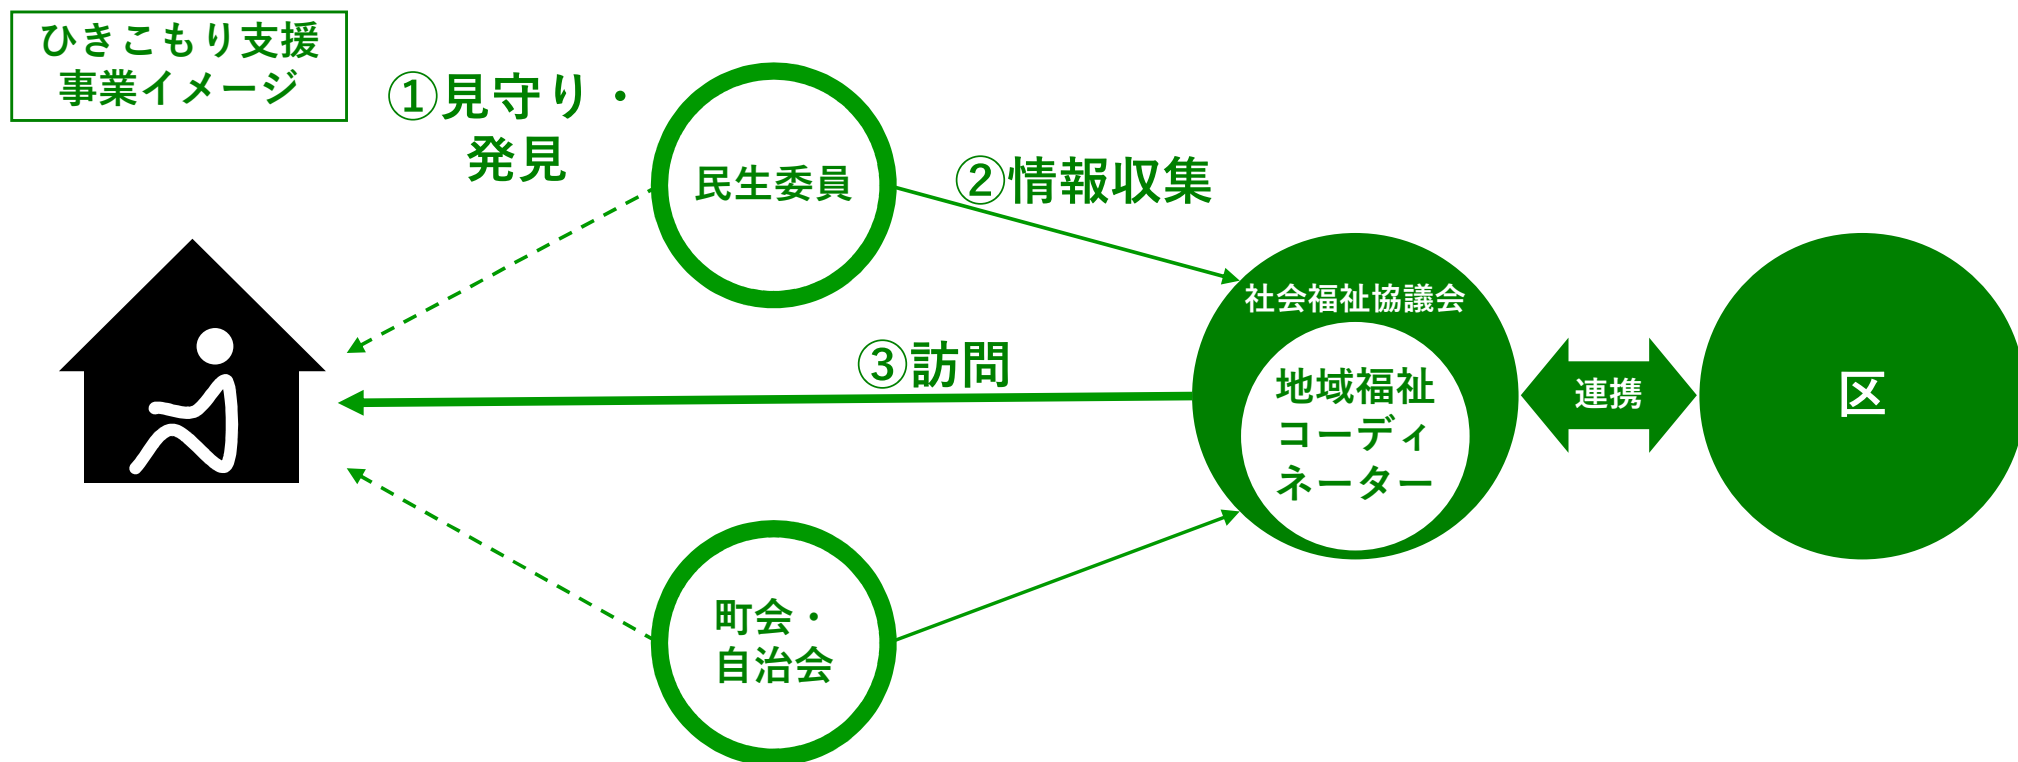 ひきこもり支援
事業イメージ
①見守り・
発見
民生委員
②情報収集
社会福祉協議会
③訪問
地域福祉
コーディ
ネーター
連携
区
町会・
自治会